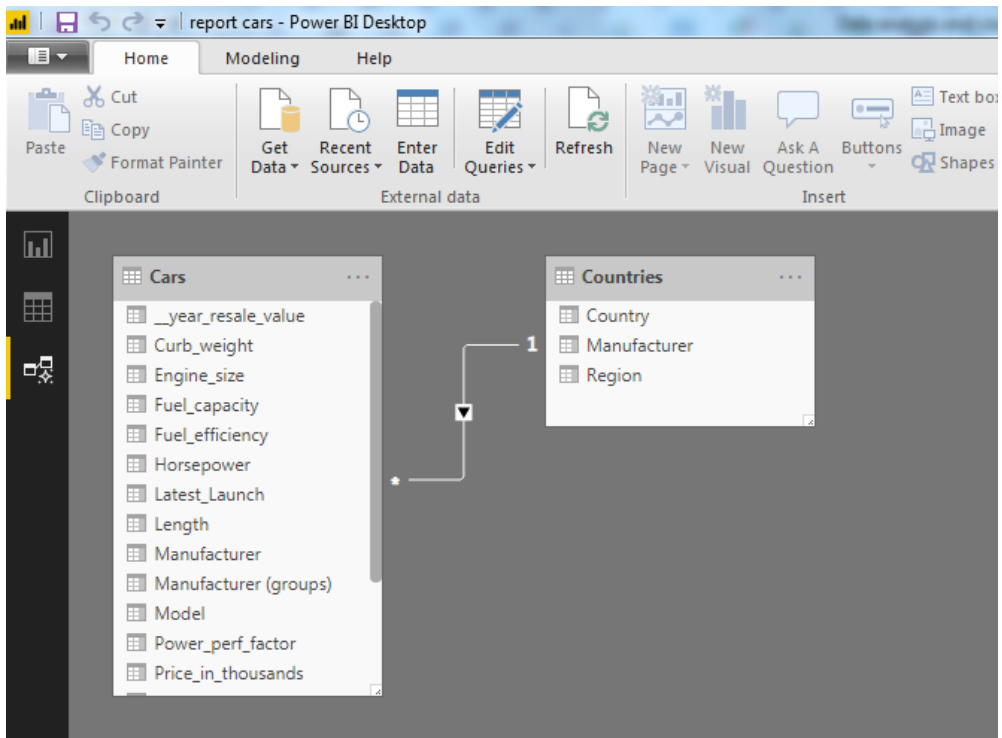 report cars - Power BI Desktop
Home Modeling Help
Paste
Cut
Copy
Format Painter
Clipboard
Get Data
Recent Sources
Enter Data
Edit Queries
External data
Refresh
New Page
New Visual
Ask A Question
Buttons
Text box
Image
Shapes
Insert
Cars ...
__year_resale_value
Curb_weight
Engine_size
Fuel_capacity
Fuel_efficiency
Horsepower
Latest_Launch
Length
Manufacturer
Manufacturer (groups)
Model
Power_perf_factor
Price_in_thousands
*
1
Countries ...
Country
Manufacturer
Region